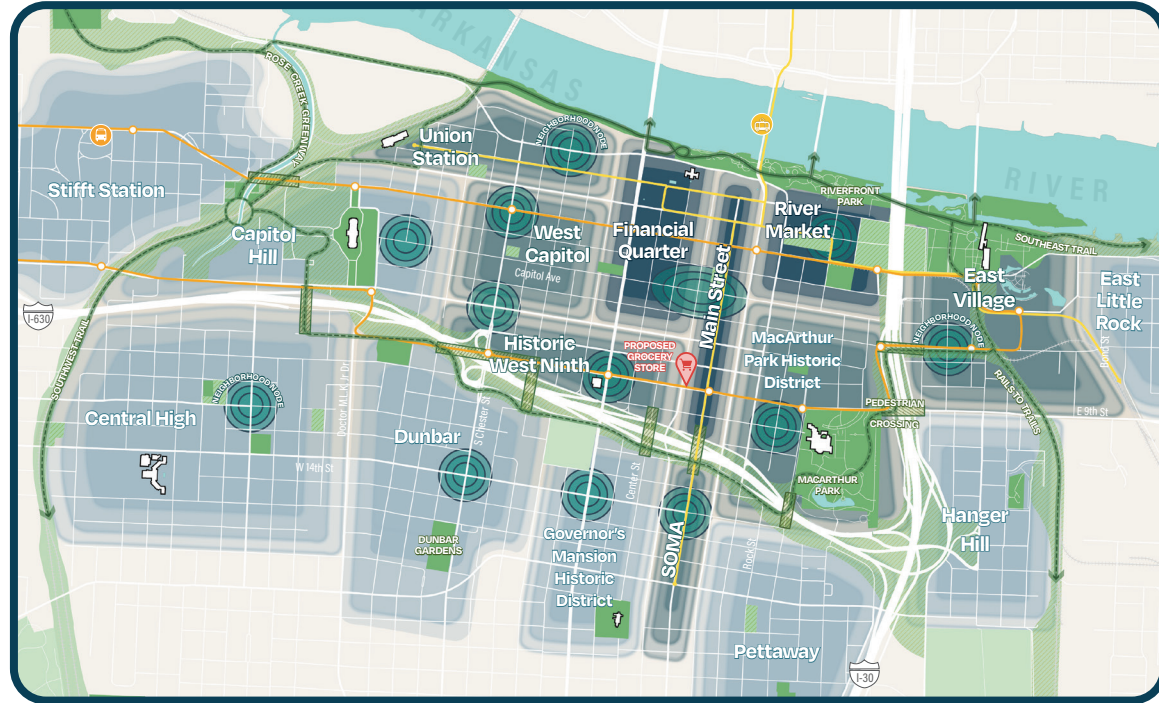 ARKANSAS
RIVER
ROSE CREEK GREENWAY
Union
Station
NEIGHBORHOOD NODE
Stifft Station
Capitol
Hill
West
Capitol
Capitol Ave
Financial
Quarter
River
Market
RIVERFRONT
PARK
SOUTHEAST TRAIL
East
Village
East
Little
Rock
Bond St
Main Street
I-630
SOUTHWEST TRAIL
Historic
West Ninth
PROPOSED
GROCERY
STORE
MacArthur
Park Historic
District
NEIGHBORHOOD NODE
PEDESTRIAN
CROSSING
RAILS TO TRAILS
E 9th St
NEIGHBORHOOD NODE
Central High
Doctor M.L.K. Jr Dr
Dunbar
S Chester St
W 14th St
Center St
MACARTHUR
PARK
DUNBAR
GARDENS
Governor's
Mansion
Historic
District
SOMA
Rock St
Hanger
Hill
Pettaway
I-30